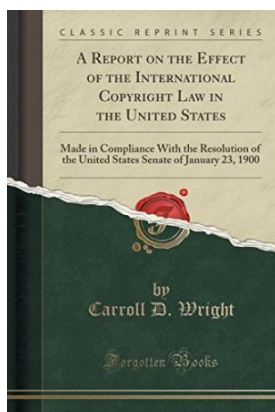 CLASSIC REPRINT SERIES
A Report on the Effect
of the International
Copyright Law in
the United States
Made in Compliance With the Resolution of
the United States Senate of January 23, 1900
by
Carroll D. Wright
Forgotten Books